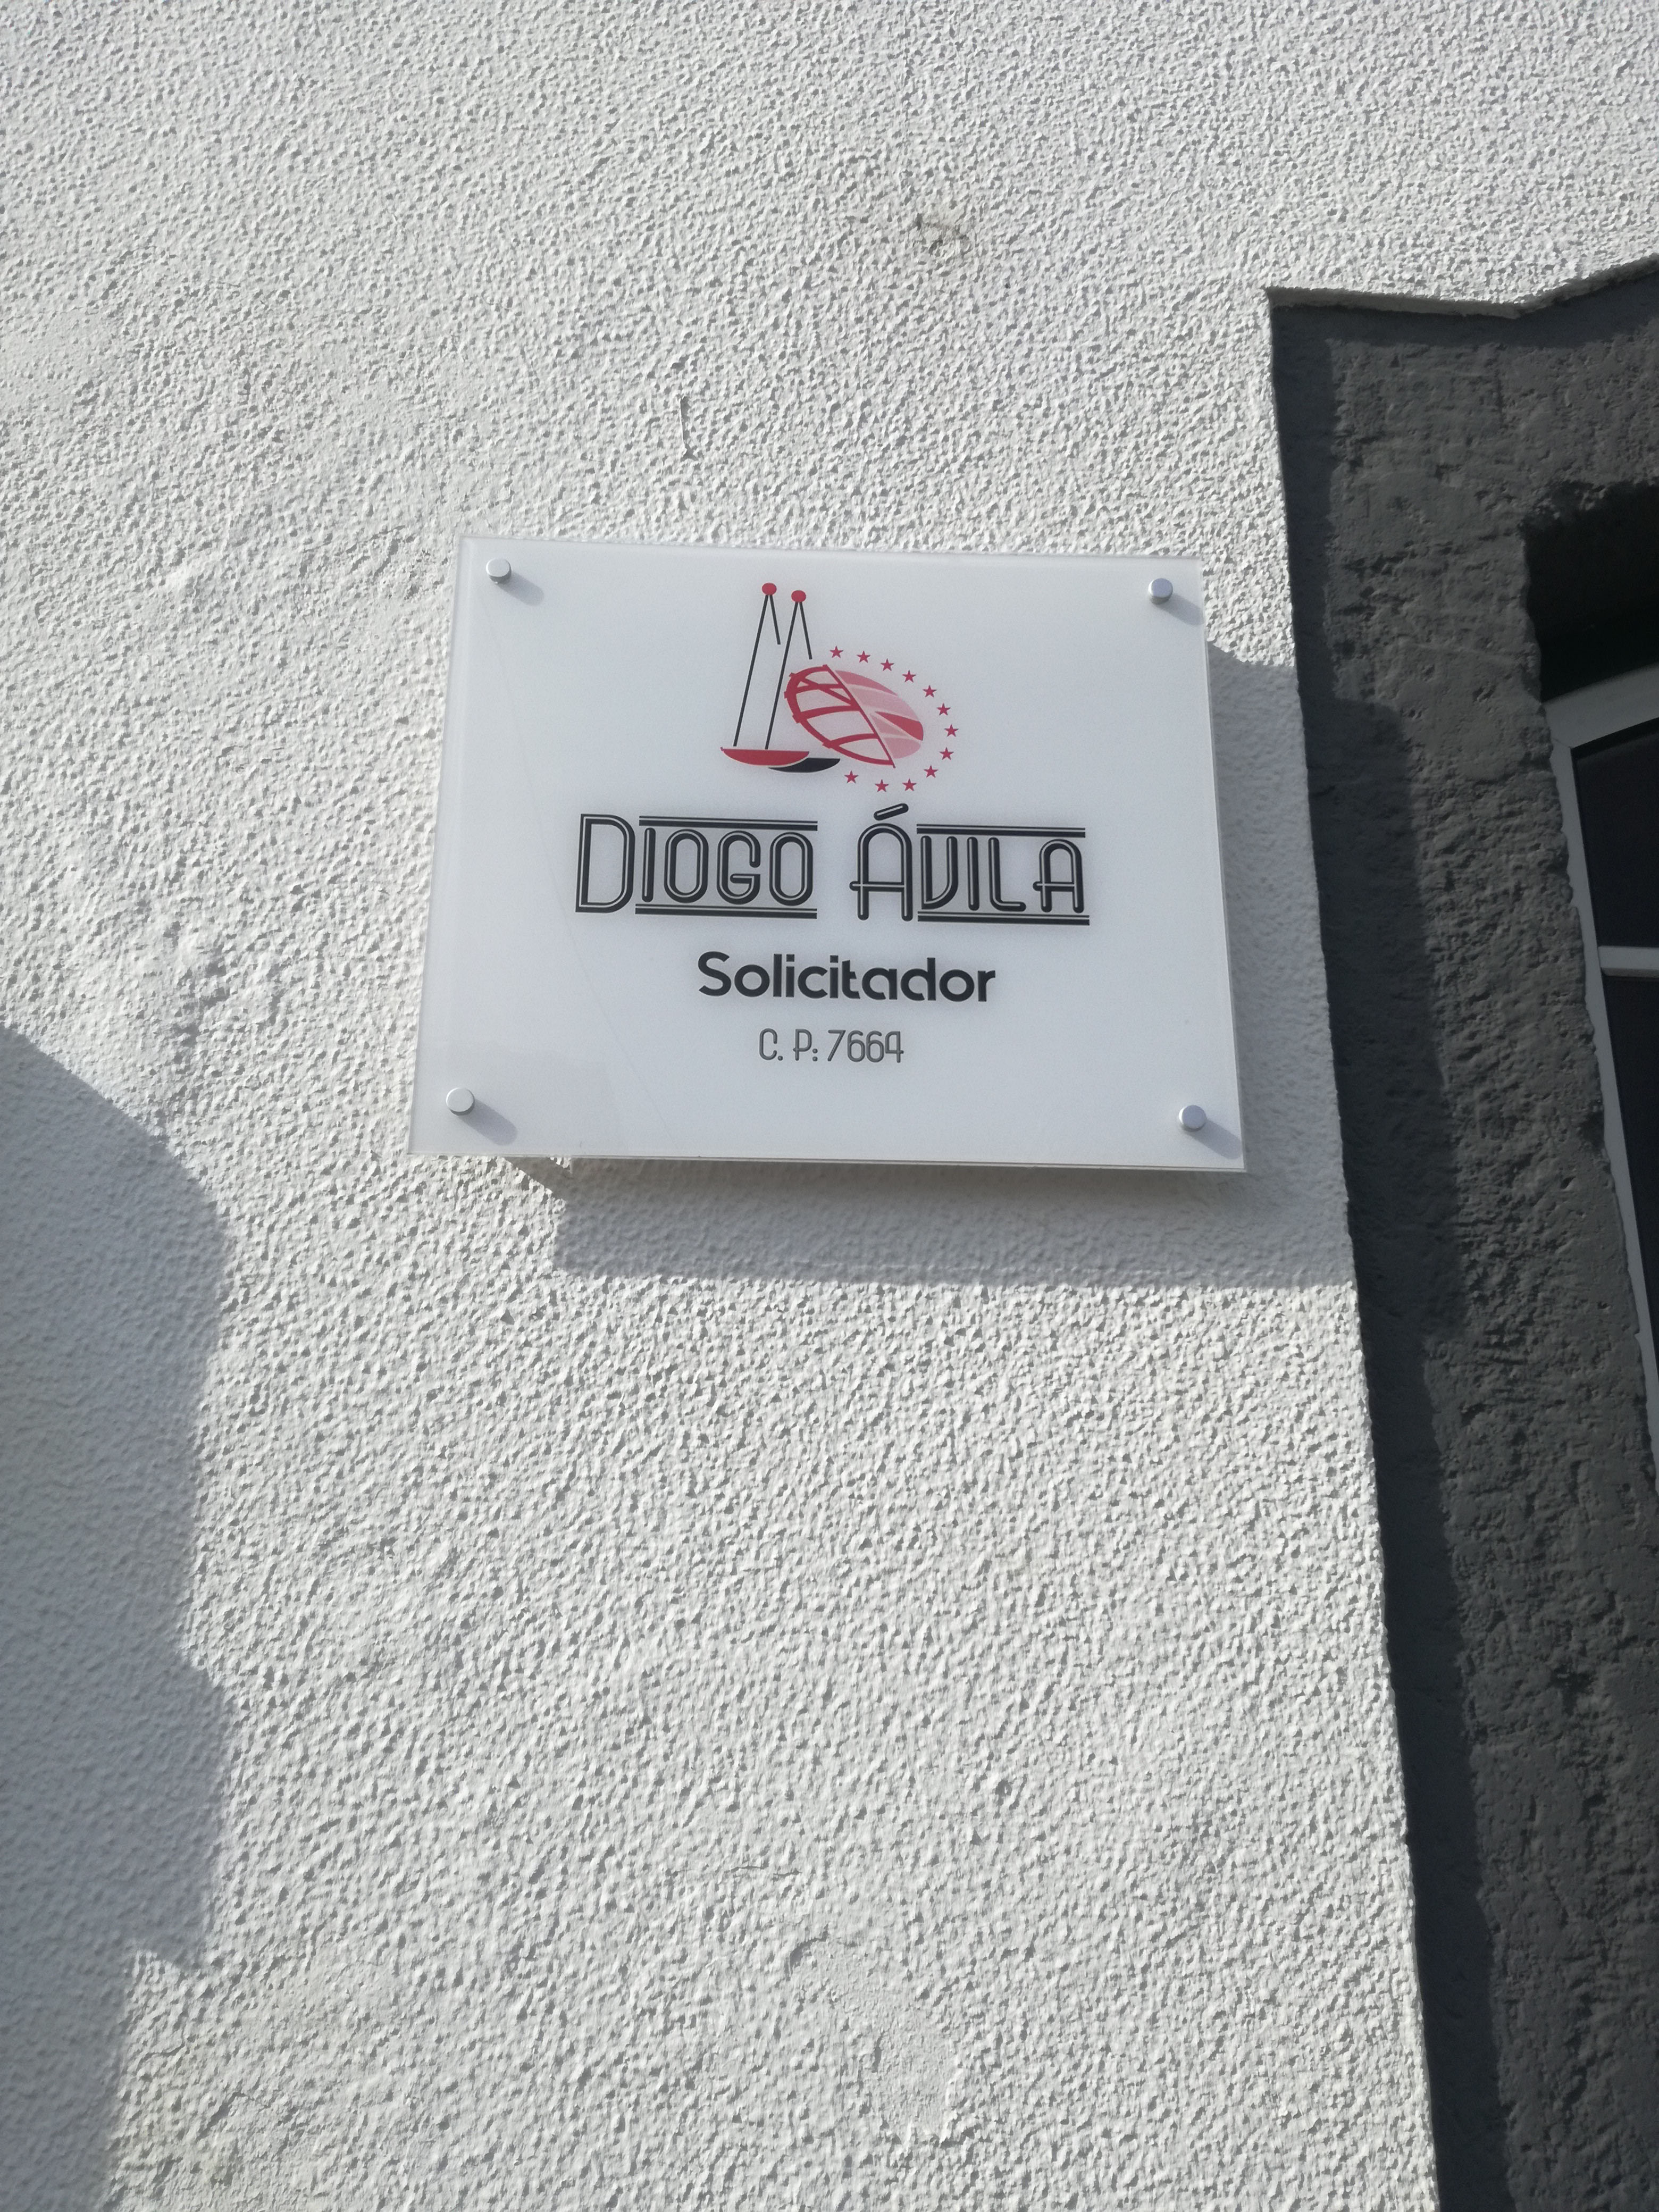 DIOGO ÁVILA
Solicitador
C. P.: 7664